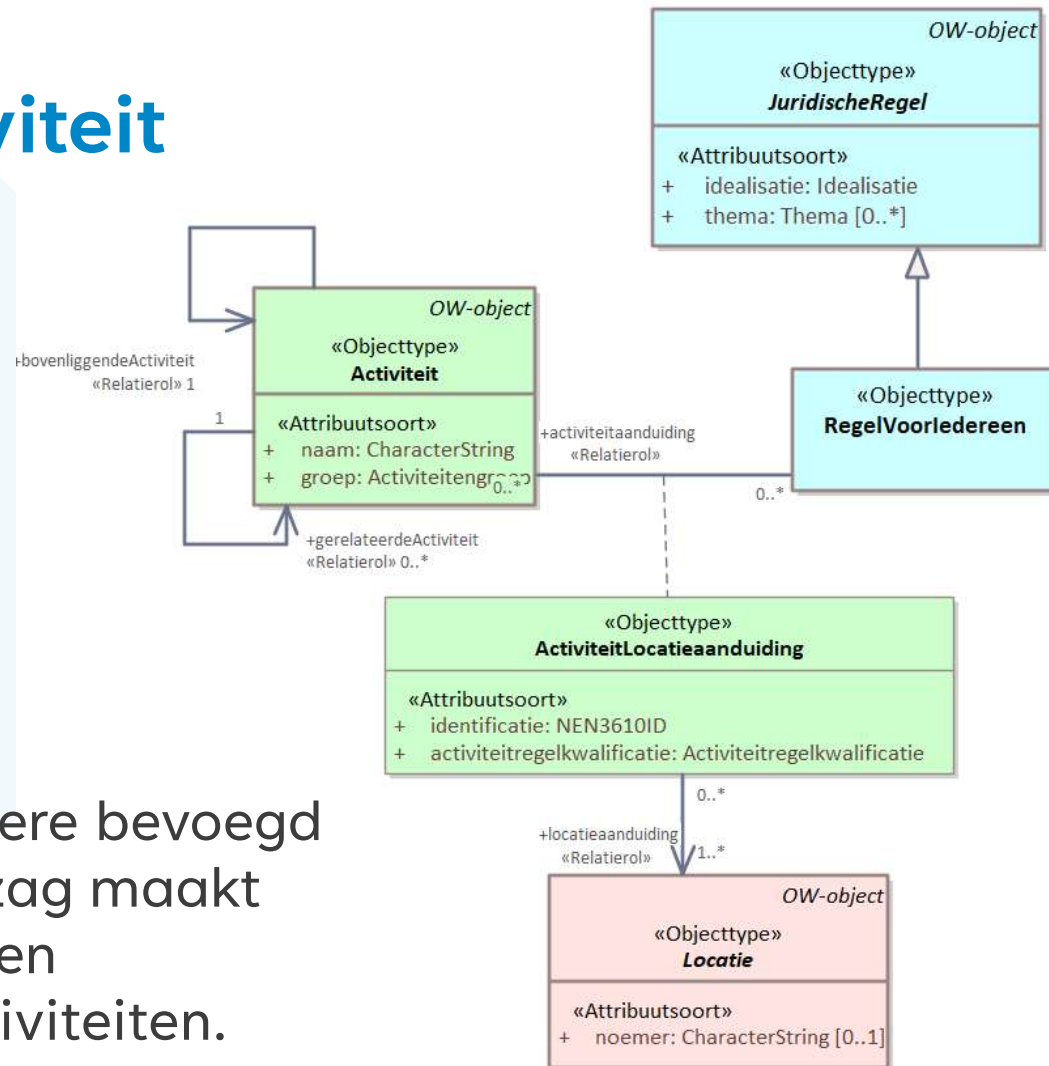 viteit
OW-object
«Objecttype»
JuridischeRegel
«Attribuutsoort»
+ idealisatie: Idealisatie
+ thema: Thema [0..*]
OW-object
«Objecttype»
Activiteit
«Attribuutsoort»
+ naam: CharacterString
+ groep: Activiteitengr
0..*
+bovenliggendeActiviteit
«Relatierol» 1
1
+gerelateerdeActiviteit
«Relatierol» 0..*
+activiteitaanduiding
«Relatierol»
0..*
«Objecttype»
RegelVoorIedereen
«Objecttype»
ActiviteitLocatieaanduiding
«Attribuutsoort»
+ identificatie: NEN3610ID
+ activiteitregelkwalificatie: Activiteitregelkwalificatie
0..*
+locatieaanduiding
«Relatierol»
1..*
OW-object
«Objecttype»
Locatie
«Attribuutsoort»
+ noemer: CharacterString [0..1]
ere bevoegd
zag maakt
en
iviteiten.